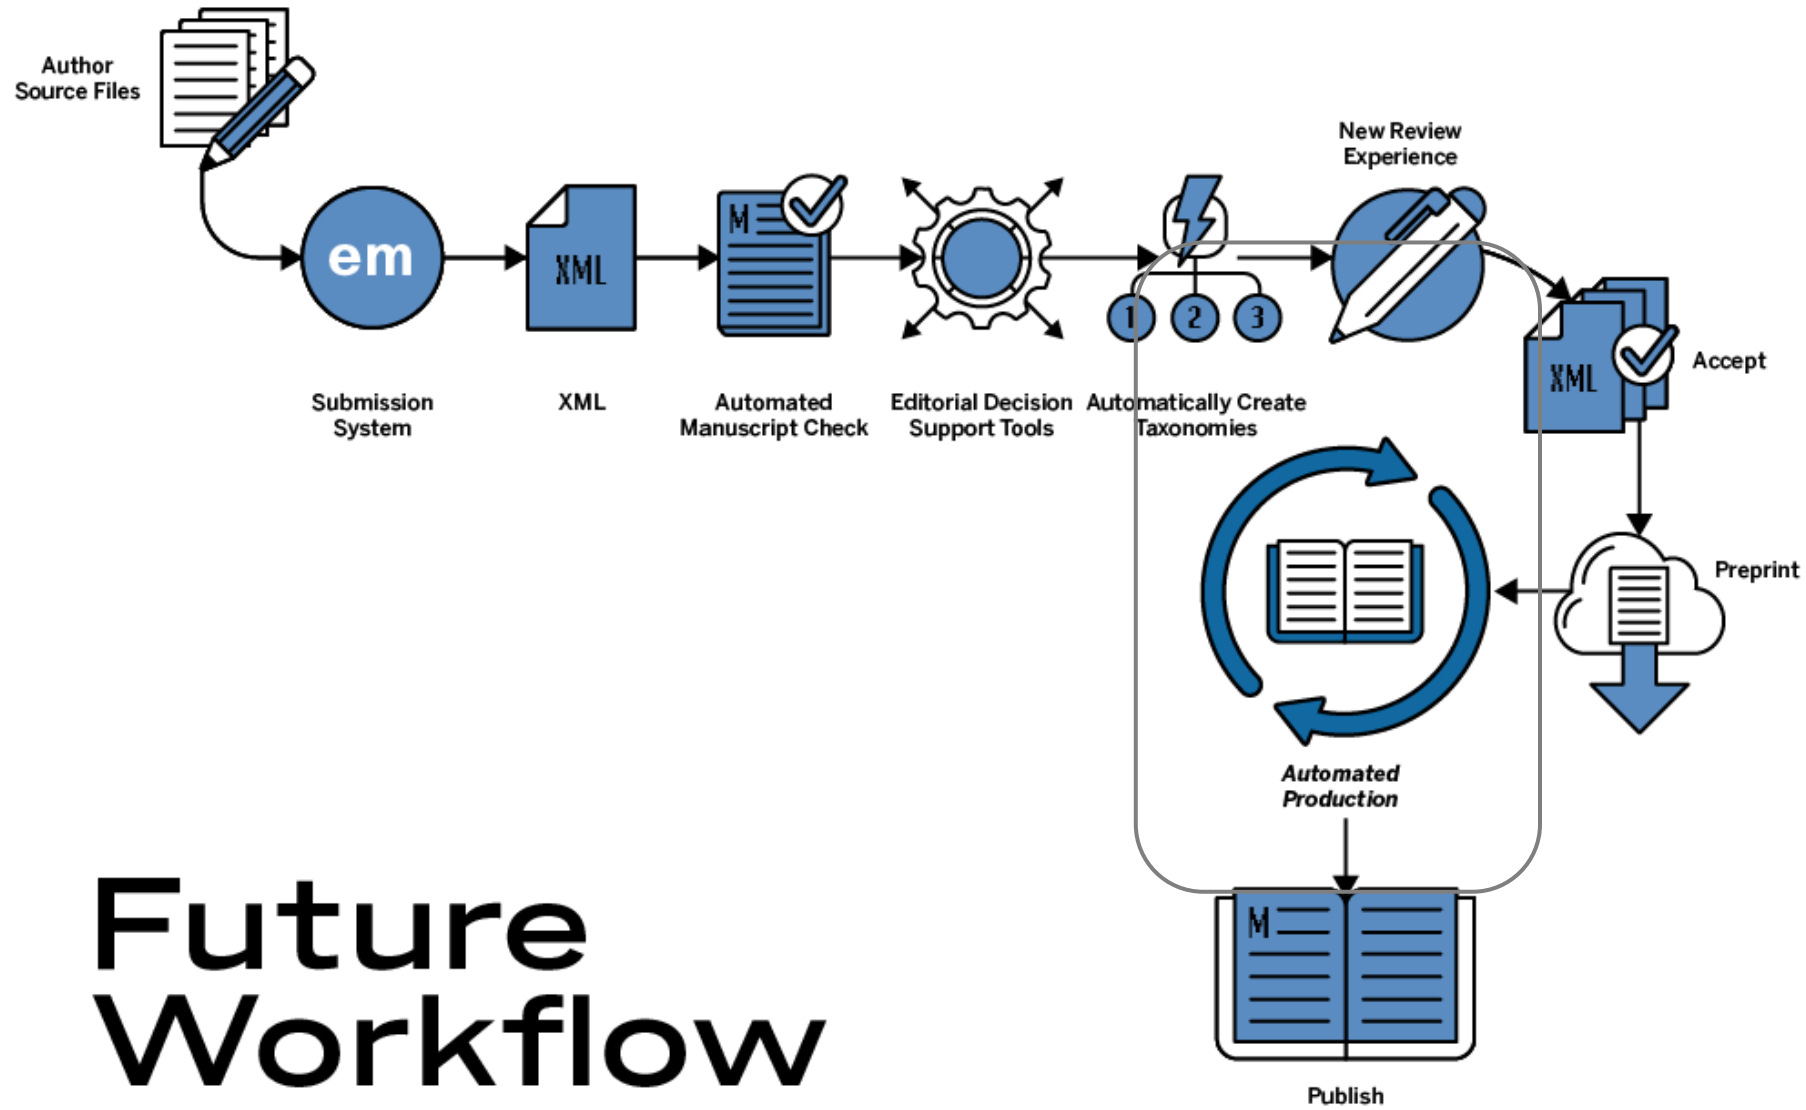 Author
Source Files
em
Submission
System
XML
XML
M
Automated
Manuscript Check
Editorial Decision
Support Tools
1
2
3
Automatically Create
Taxonomies
New Review
Experience
XML
Accept
Preprint
Automated
Production
M
Publish
Future
Workflow